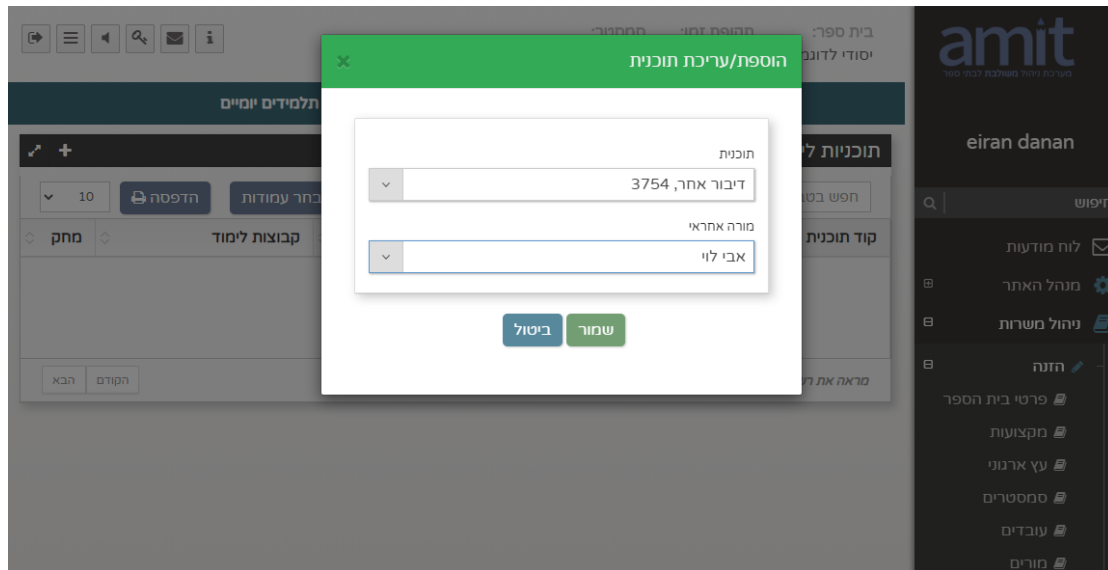 בית ספר: תקופת זמן: סמסטר:
amit
מערכת ניהול משולבת לבתי ספר
eiran danan
חיפוש
לוח מודעות
מנהל האתר
ניהול משרות
הזנה
פרטי בית הספר
מקצועות
עץ ארגוני
סמסטרים
עובדים
מורים
יסודי
תלמידים יומיים
הוספת/עריכת תוכנית
תוכנית
דיבור אחר, 3754
מורה אחראי
אבי לוי
שמור ביטול
תוכניות
חפש
עמודות הדפסה 10
קוד תוכנית קבוצות לימוד מחק
מראה את
הקודם הבא